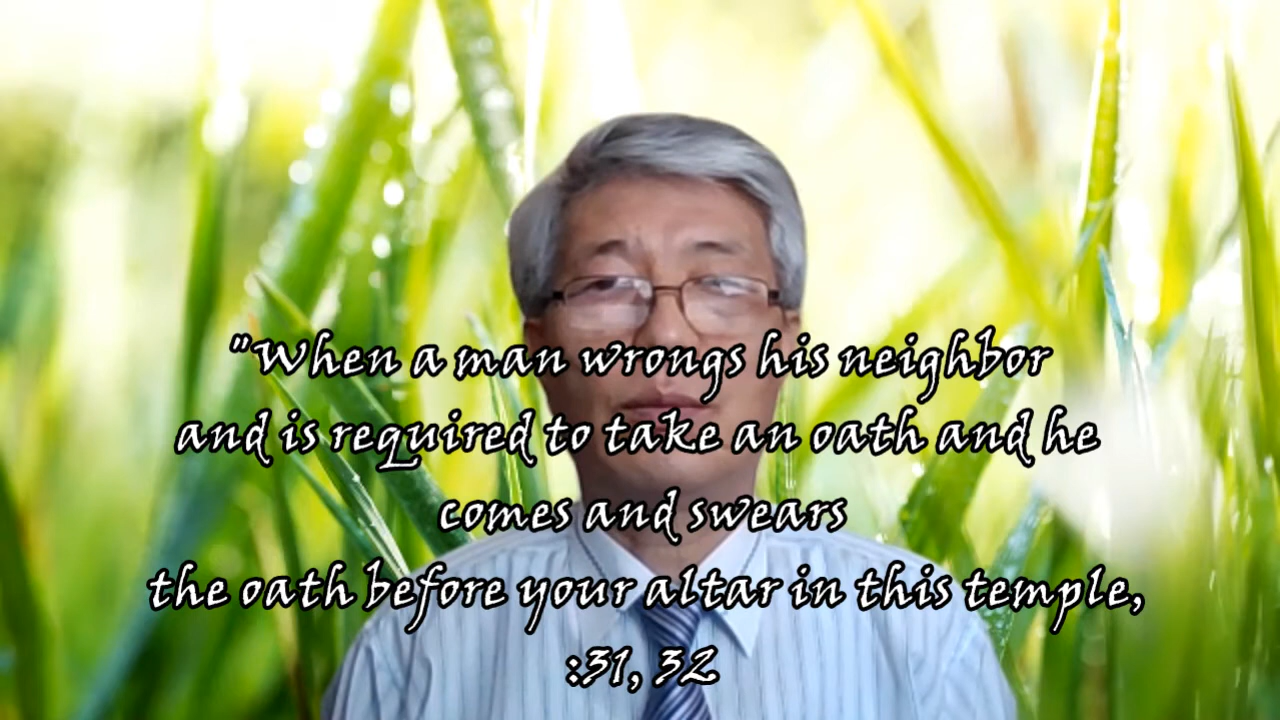 "When a man wrongs his neighbor
and is required to take an oath and he
comes and swears
the oath before your altar in this temple,
:31, 32